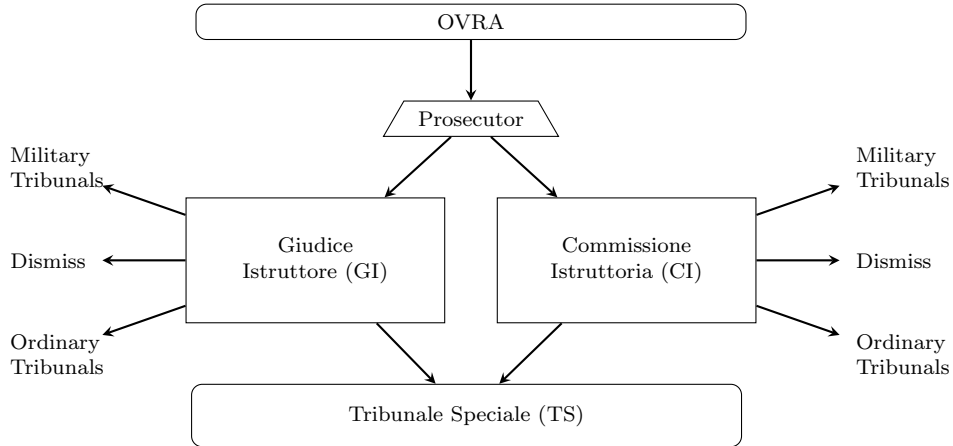 OVRA
Prosecutor
Military
Tribunals
Military
Tribunals
Giudice
Istruttore (GI)
Commissione
Istruttoria (CI)
Dismiss
Dismiss
Ordinary
Tribunals
Ordinary
Tribunals
Tribunale Speciale (TS)